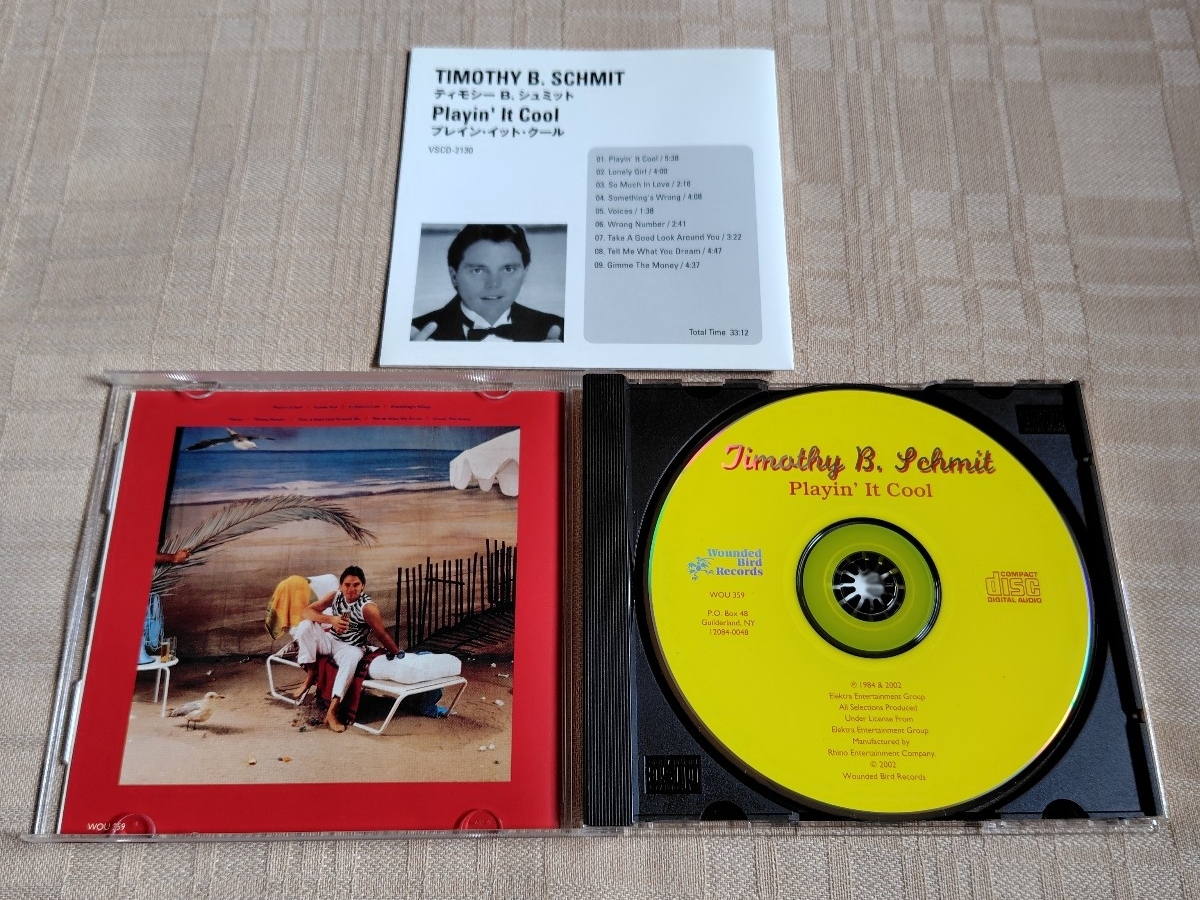 TIMOTHY B. SCHMIT
ティモシー B. シュミット
Playin' It Cool
プレイン・イット・クール
VSCD-2130
01. Playin' It Cool / 5:38
02. Lonely Girl / 4:00
03. So Much In Love / 2:16
04. Something's Wrong / 4:08
05. Voices / 1:38
06. Wrong Number / 2:41
07. Take A Good Look Around You / 3:22
08. Tell Me What You Dream / 4:47
09. Gimme The Money / 4:37
Total Time 33:12
WOU 359
Timothy B. Schmit
Playin' It Cool
Wounded
Bird
Records
WOU 359
P.O. Box 48
Guilderland, NY
12084-0048
COMPACT
disc
DIGITAL AUDIO
℗ 1984 & 2002
Elektra Entertainment Group
All Selections Produced
Under License From
Elektra Entertainment Group
Manufactured by
Rhino Entertainment Company.
© 2002
Wounded Bird Records